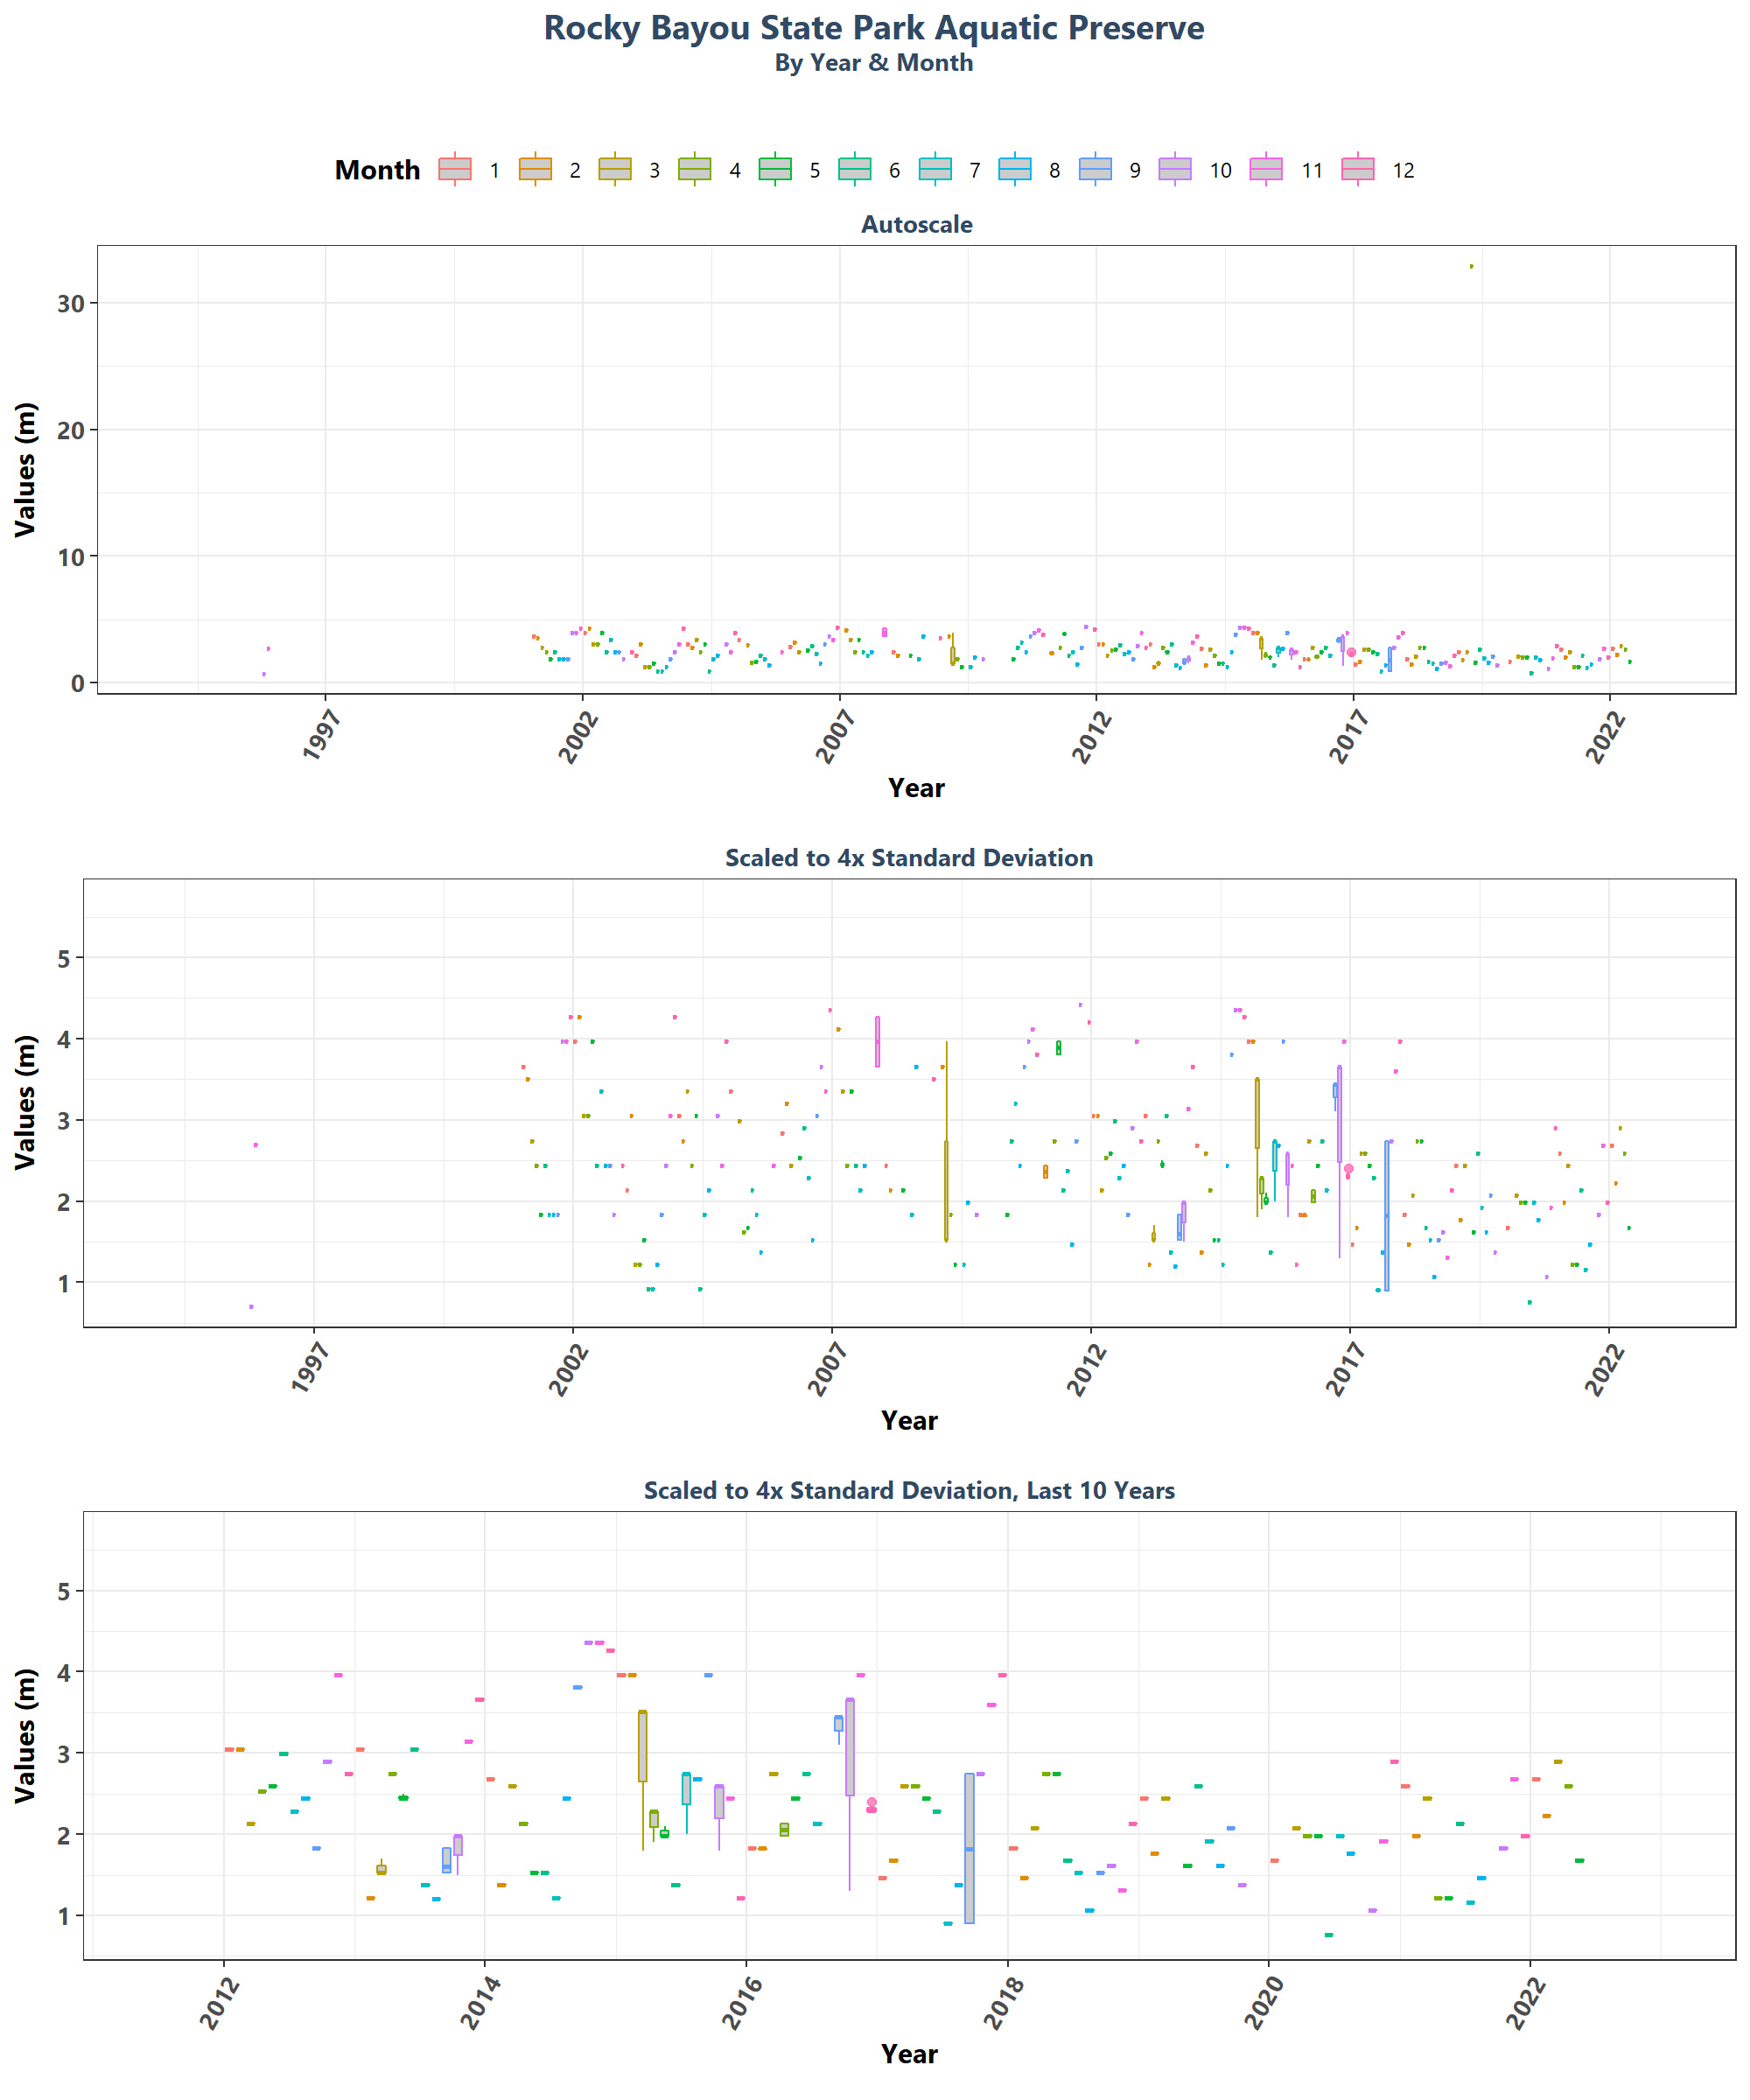 Rocky Bayou State Park Aquatic Preserve
By Year & Month
Month 1 2 3 4 5 6 7 8 9 10 11 12
Autoscale
Values (m)
30
20
10
0
1997 2002 2007 2012 2017 2022
Year
Scaled to 4x Standard Deviation
Values (m)
5
4
3
2
1
1997 2002 2007 2012 2017 2022
Year
Scaled to 4x Standard Deviation, Last 10 Years
Values (m)
5
4
3
2
1
2012 2014 2016 2018 2020 2022
Year